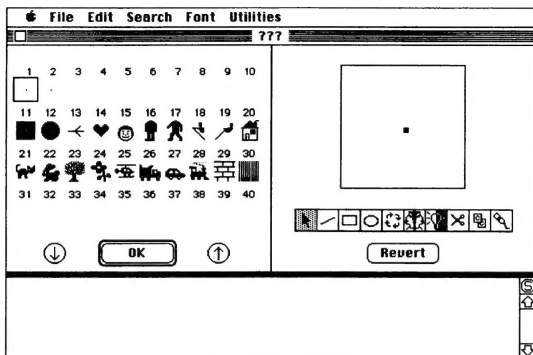 File Edit Search Font Utilities
???
1 2 3 4 5 6 7 8 9 10
11 12 13 14 15 16 17 18 19 20
21 22 23 24 25 26 27 28 29 30
31 32 33 34 35 36 37 38 39 40
OK
Revert
S